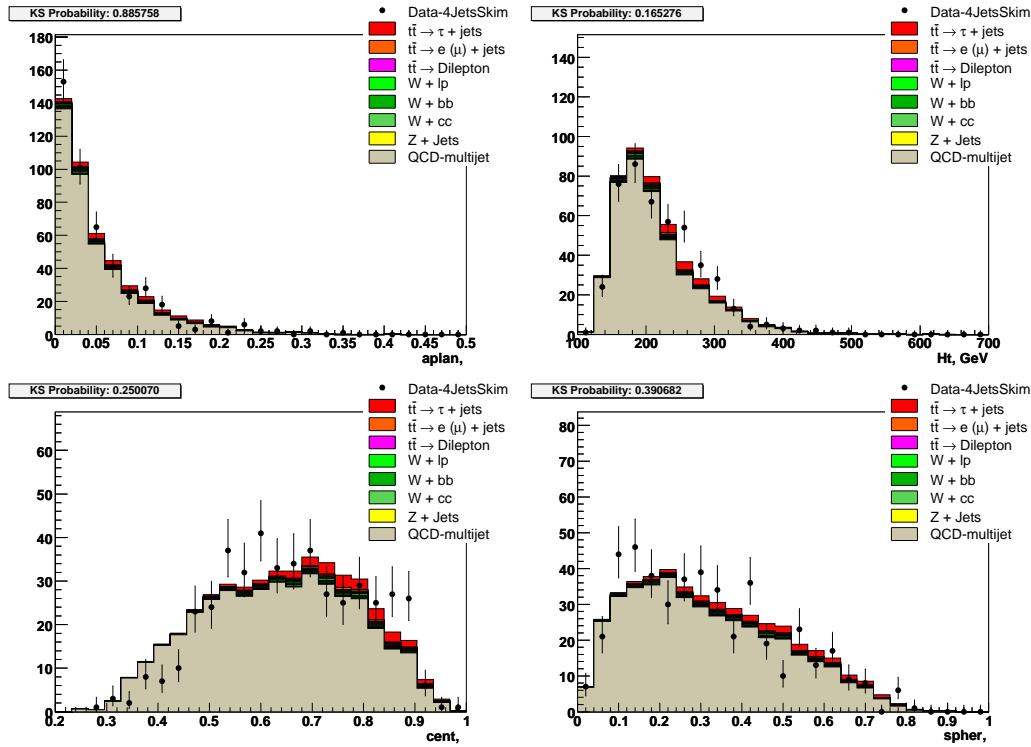 KS Probability: 0.885758
Data-4JetsSkim
tt̄ → τ + jets
tt̄ → e (μ) + jets
tt̄ → Dilepton
W + lp
W + bb
W + cc
Z + Jets
QCD-multijet
180
160
140
120
100
80
60
40
20
0
0 0.05 0.1 0.15 0.2 0.25 0.3 0.35 0.4 0.45 0.5
aplan,
KS Probability: 0.165276
Data-4JetsSkim
tt̄ → τ + jets
tt̄ → e (μ) + jets
tt̄ → Dilepton
W + lp
W + bb
W + cc
Z + Jets
QCD-multijet
140
120
100
80
60
40
20
0
100 200 300 400 500 600 700
Ht, GeV
KS Probability: 0.250070
Data-4JetsSkim
tt̄ → τ + jets
tt̄ → e (μ) + jets
tt̄ → Dilepton
W + lp
W + bb
W + cc
Z + Jets
QCD-multijet
60
50
40
30
20
10
0
0.2 0.3 0.4 0.5 0.6 0.7 0.8 0.9 1
cent,
KS Probability: 0.390682
Data-4JetsSkim
tt̄ → τ + jets
tt̄ → e (μ) + jets
tt̄ → Dilepton
W + lp
W + bb
W + cc
Z + Jets
QCD-multijet
80
70
60
50
40
30
20
10
0
0 0.1 0.2 0.3 0.4 0.5 0.6 0.7 0.8 0.9 1
spher,